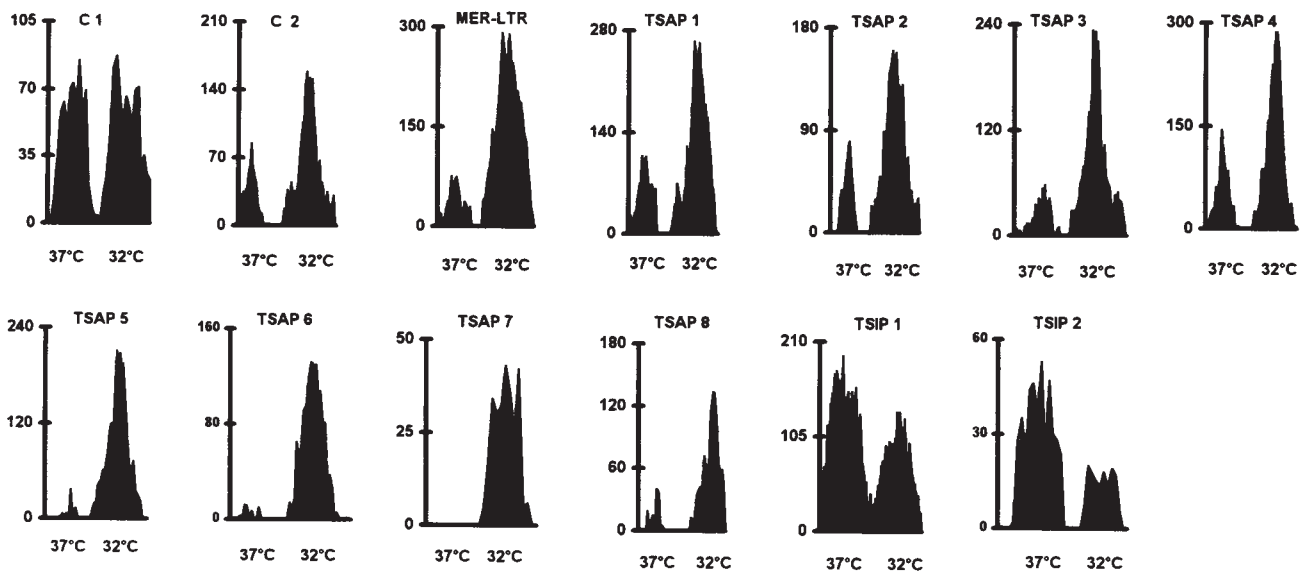 C 1
105
70
35
0
37°C 32°C
C 2
210
140
70
0
37°C 32°C
MER-LTR
300
150
0
37°C 32°C
TSAP 1
280
140
0
37°C 32°C
TSAP 2
180
90
0
37°C 32°C
TSAP 3
240
120
0
37°C 32°C
TSAP 4
300
150
0
37°C 32°C
TSAP 5
240
120
0
37°C 32°C
TSAP 6
160
80
0
37°C 32°C
TSAP 7
50
25
0
37°C 32°C
TSAP 8
180
120
60
0
37°C 32°C
TSIP 1
210
105
0
37°C 32°C
TSIP 2
60
30
0
37°C 32°C